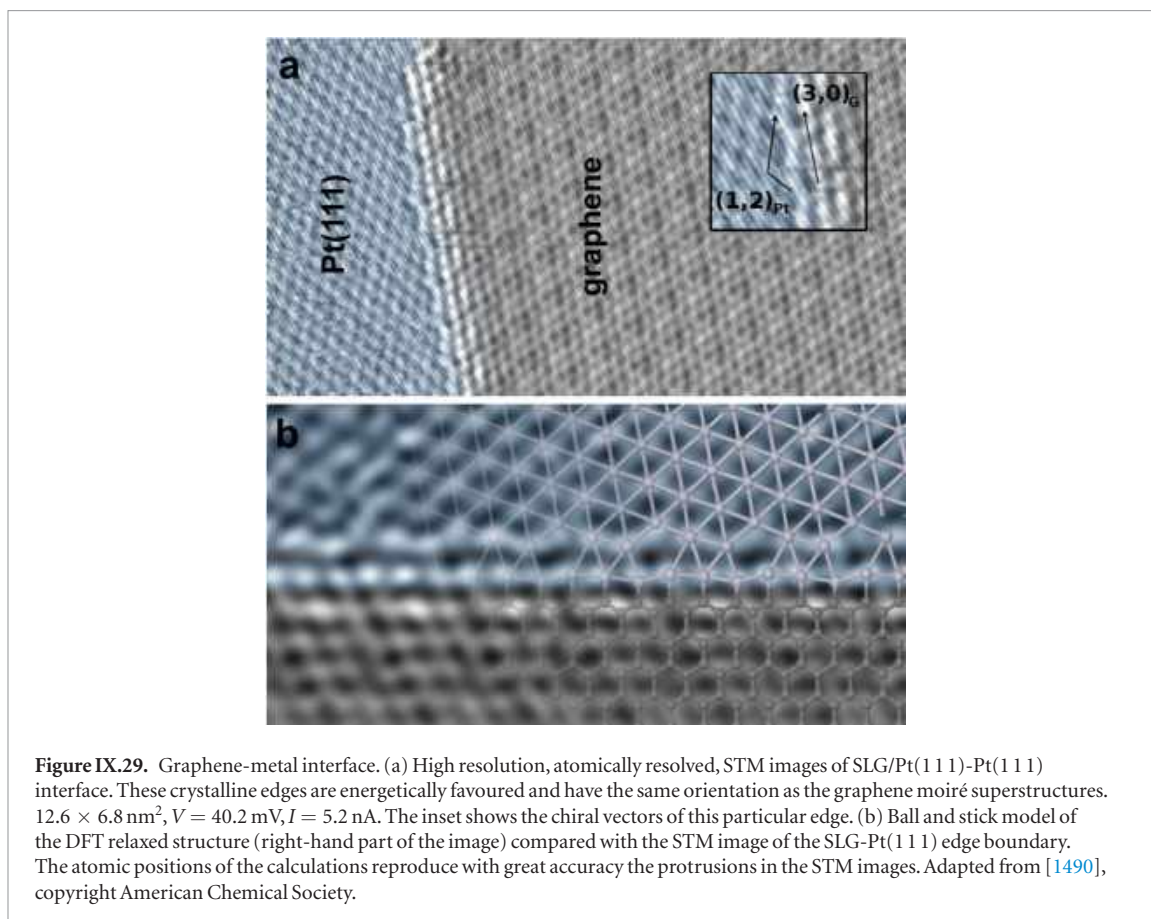 a
Pt(111)
graphene
(3,0)G
(1,2)Pt
b
Figure IX.29. Graphene-metal interface. (a) High resolution, atomically resolved, STM images of SLG/Pt(1 1 1)-Pt(1 1 1)
interface. These crystalline edges are energetically favoured and have the same orientation as the graphene moiré superstructures.
12.6 × 6.8 nm², V = 40.2 mV, I = 5.2 nA. The inset shows the chiral vectors of this particular edge. (b) Ball and stick model of
the DFT relaxed structure (right-hand part of the image) compared with the STM image of the SLG-Pt(1 1 1) edge boundary.
The atomic positions of the calculations reproduce with great accuracy the protrusions in the STM images. Adapted from [1490],
copyright American Chemical Society.